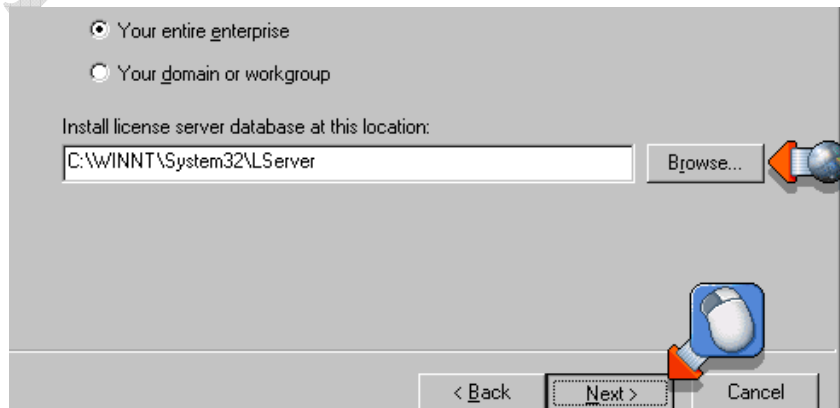 Your entire enterprise
Your domain or workgroup
Install license server database at this location:
C:\WINNT\System32\LServer
Browse...
< Back Next > Cancel